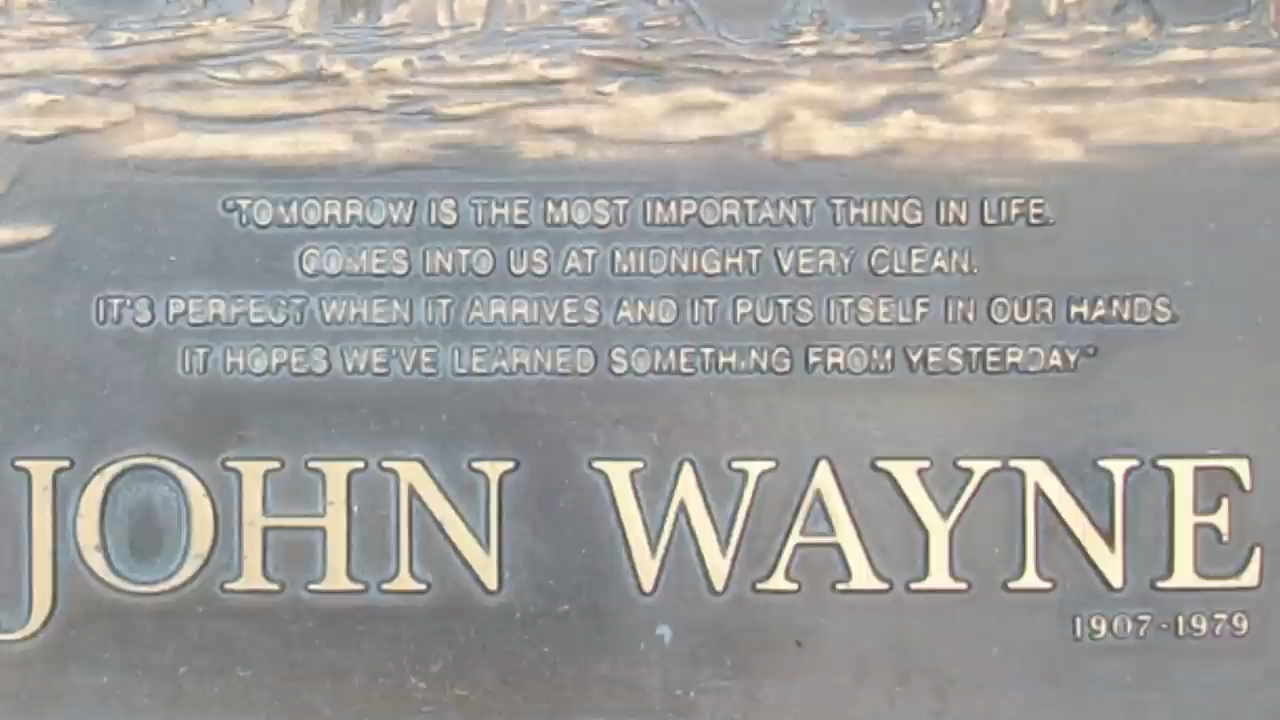 "TOMORROW IS THE MOST IMPORTANT THING IN LIFE.
COMES INTO US AT MIDNIGHT VERY CLEAN.
IT'S PERFECT WHEN IT ARRIVES AND IT PUTS ITSELF IN OUR HANDS.
IT HOPES WE'VE LEARNED SOMETHING FROM YESTERDAY"
JOHN WAYNE
1907-1979